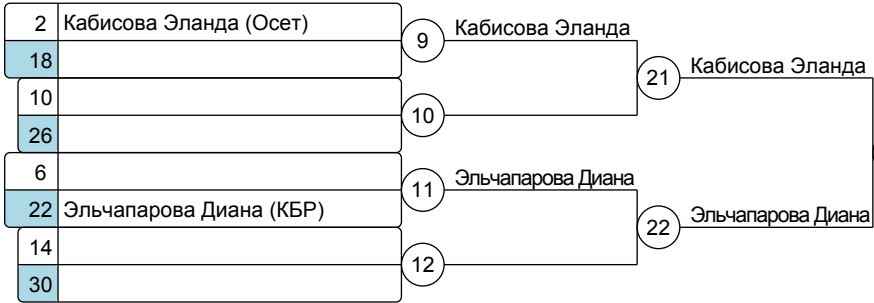 2 Кабисова Эланда (Осет)
18
9 Кабисова Эланда
10
26
10
21 Кабисова Эланда
6
22 Эльчапарова Диана (КБР)
11 Эльчапарова Диана
14
30
12
22 Эльчапарова Диана